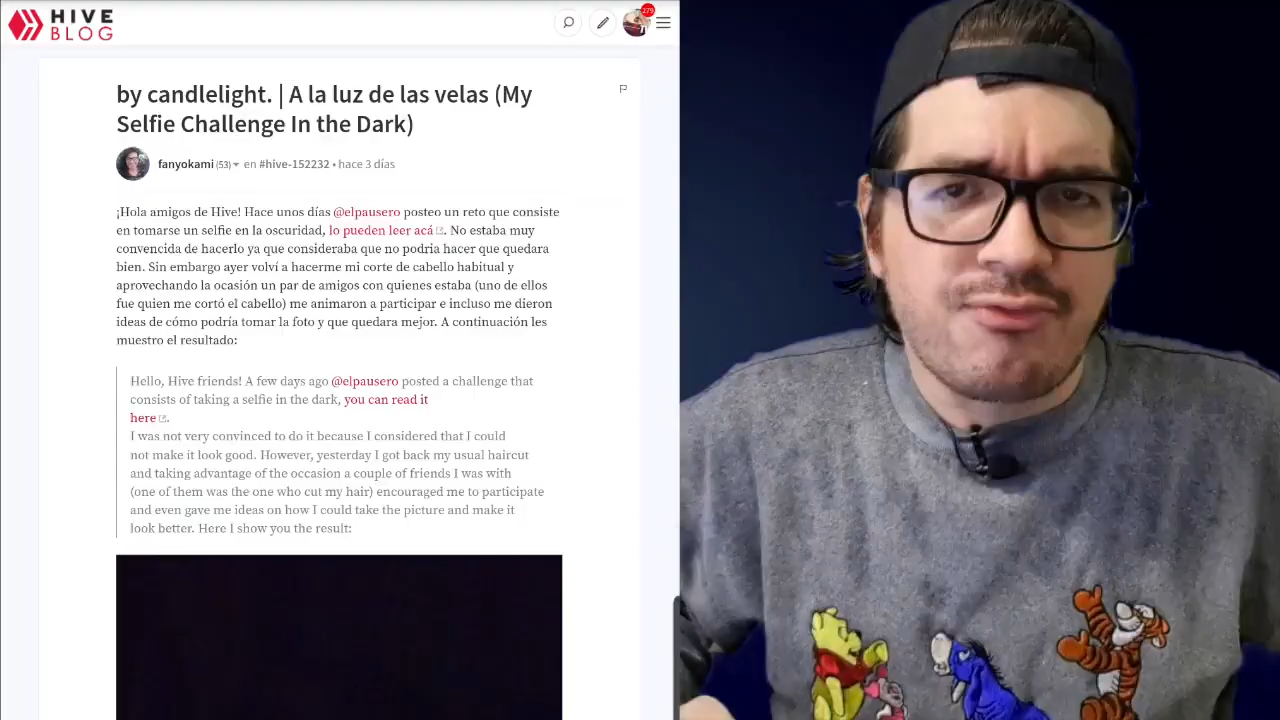 HIVE
BLOG
279
by candlelight. | A la luz de las velas (My
Selfie Challenge In the Dark)
fanyokami (53) en #hive-152232 • hace 3 días
¡Hola amigos de Hive! Hace unos días @elpausero posteo un reto que consiste
en tomarse un selfie en la oscuridad, lo pueden leer acá. No estaba muy
convencida de hacerlo ya que consideraba que no podria hacer que quedara
bien. Sin embargo ayer volví a hacerme mi corte de cabello habitual y
aprovechando la ocasión un par de amigos con quienes estaba (uno de ellos
fue quien me cortó el cabello) me animaron a participar e incluso me dieron
ideas de cómo podría tomar la foto y que quedara mejor. A continuación les
muestro el resultado:
Hello, Hive friends! A few days ago @elpausero posted a challenge that
consists of taking a selfie in the dark, you can read it
here.
I was not very convinced to do it because I considered that I could
not make it look good. However, yesterday I got back my usual haircut
and taking advantage of the occasion a couple of friends I was with
(one of them was the one who cut my hair) encouraged me to participate
and even gave me ideas on how I could take the picture and make it
look better. Here I show you the result: